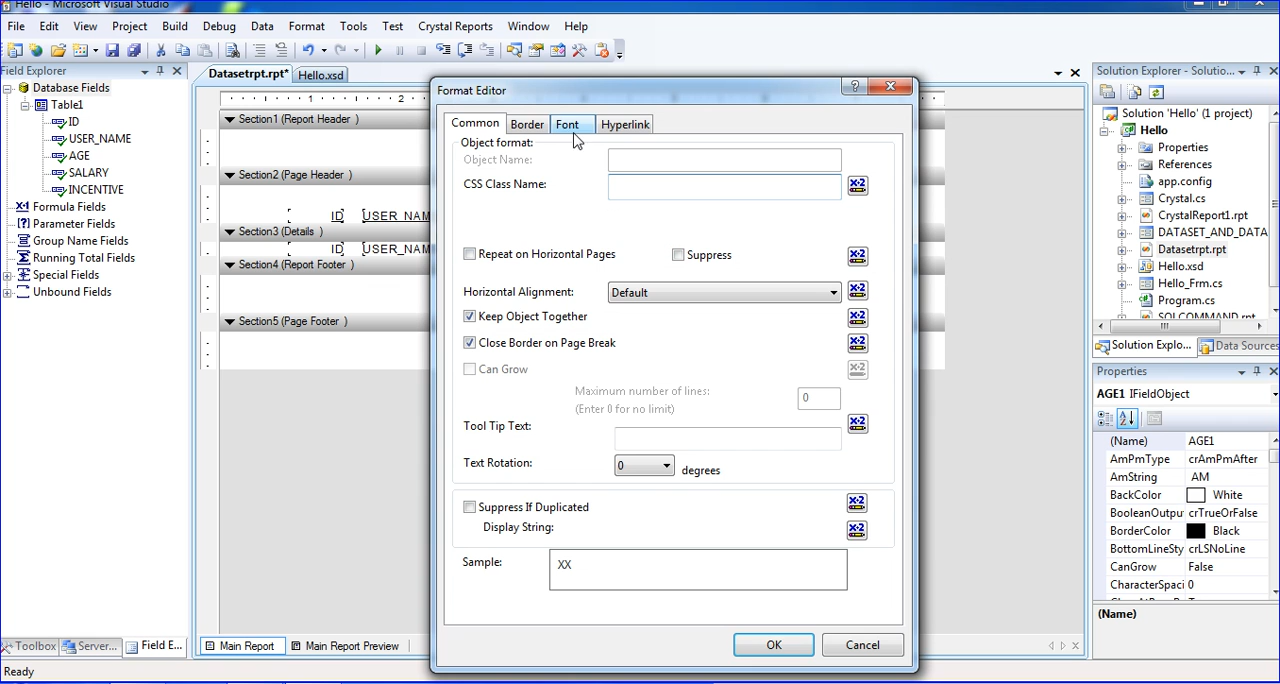 Hello - Microsoft Visual Studio
File Edit View Project Build Debug Data Format Tools Test Crystal Reports Window Help
Field Explorer
Database Fields
Table1
ID
USER_NAME
AGE
SALARY
INCENTIVE
Formula Fields
Parameter Fields
Group Name Fields
Running Total Fields
Special Fields
Unbound Fields
Toolbox Server... Field E...
Ready
Datasetrpt.rpt* Hello.xsd
1 2
Section1 (Report Header )
Section2 (Page Header )
ID USER_NAM
Section3 (Details )
ID USER_NAM
Section4 (Report Footer )
Section5 (Page Footer )
Main Report Main Report Preview
Format Editor
Common Border Font Hyperlink
Object format:
Object Name:
CSS Class Name:
Repeat on Horizontal Pages Suppress
Horizontal Alignment: Default
Keep Object Together
Close Border on Page Break
Can Grow
Maximum number of lines: 0
(Enter 0 for no limit)
Tool Tip Text:
Text Rotation: 0 degrees
Suppress If Duplicated
Display String:
Sample: XX
OK Cancel
Solution Explorer - Solutio...
Solution 'Hello' (1 project)
Hello
Properties
References
app.config
Crystal.cs
CrystalReport1.rpt
DATASET_AND_DATA
Datasetrpt.rpt
Hello.xsd
Hello_Frm.cs
Program.cs
SQLCOMMAND.rpt
Solution Explo... Data Sources
Properties
AGE1 IFieldObject
(Name) AGE1
AmPmType crAmPmAfter
AmString AM
BackColor White
BooleanOutpu crTrueOrFalse
BorderColor Black
BottomLineSty crLSNoLine
CanGrow False
CharacterSpaci 0
(Name)